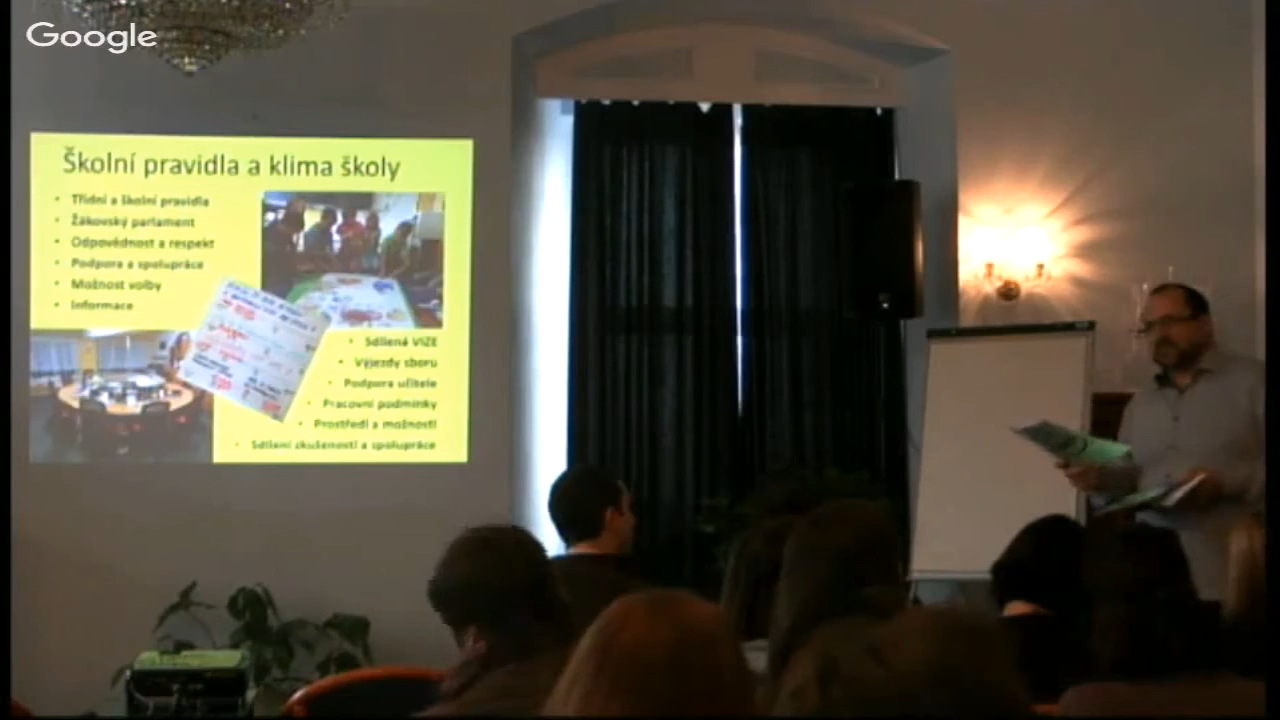 Google
Školní pravidla a klima školy
• Třídní a školní pravidla
• Žákovský parlament
• Odpovědnost a respekt
• Podpora a spolupráce
• Možnost volby
• Informace
• Sdílená VIZE
• Výjezdy sboru
• Podpora učitele
• Pracovní podmínky
• Prostředí a možnosti
• Sdílení zkušeností a spolupráce